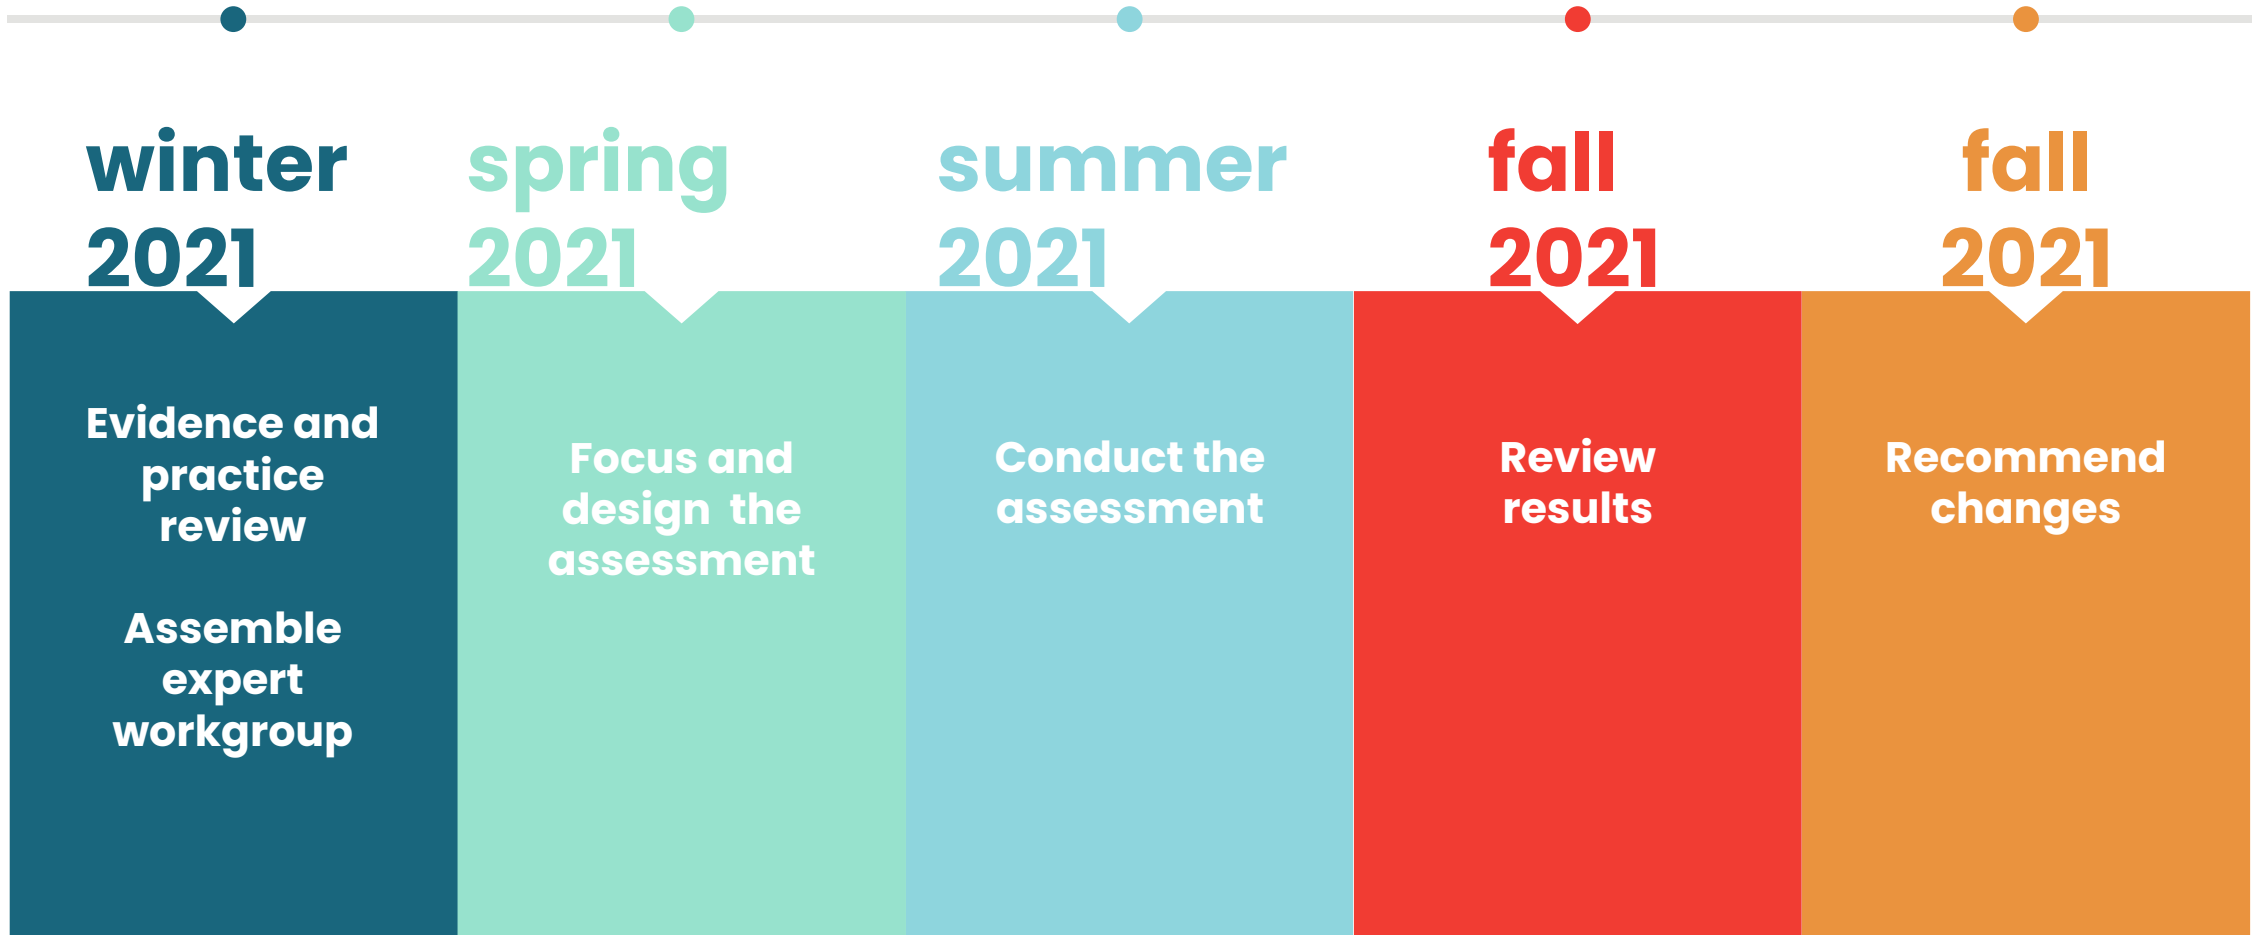 winter
2021
spring
2021
summer
2021
fall
2021
fall
2021
Evidence and
practice
review
Assemble
expert
workgroup
Focus and
design  the
assessment
Conduct the
assessment
Review
results
Recommend
changes